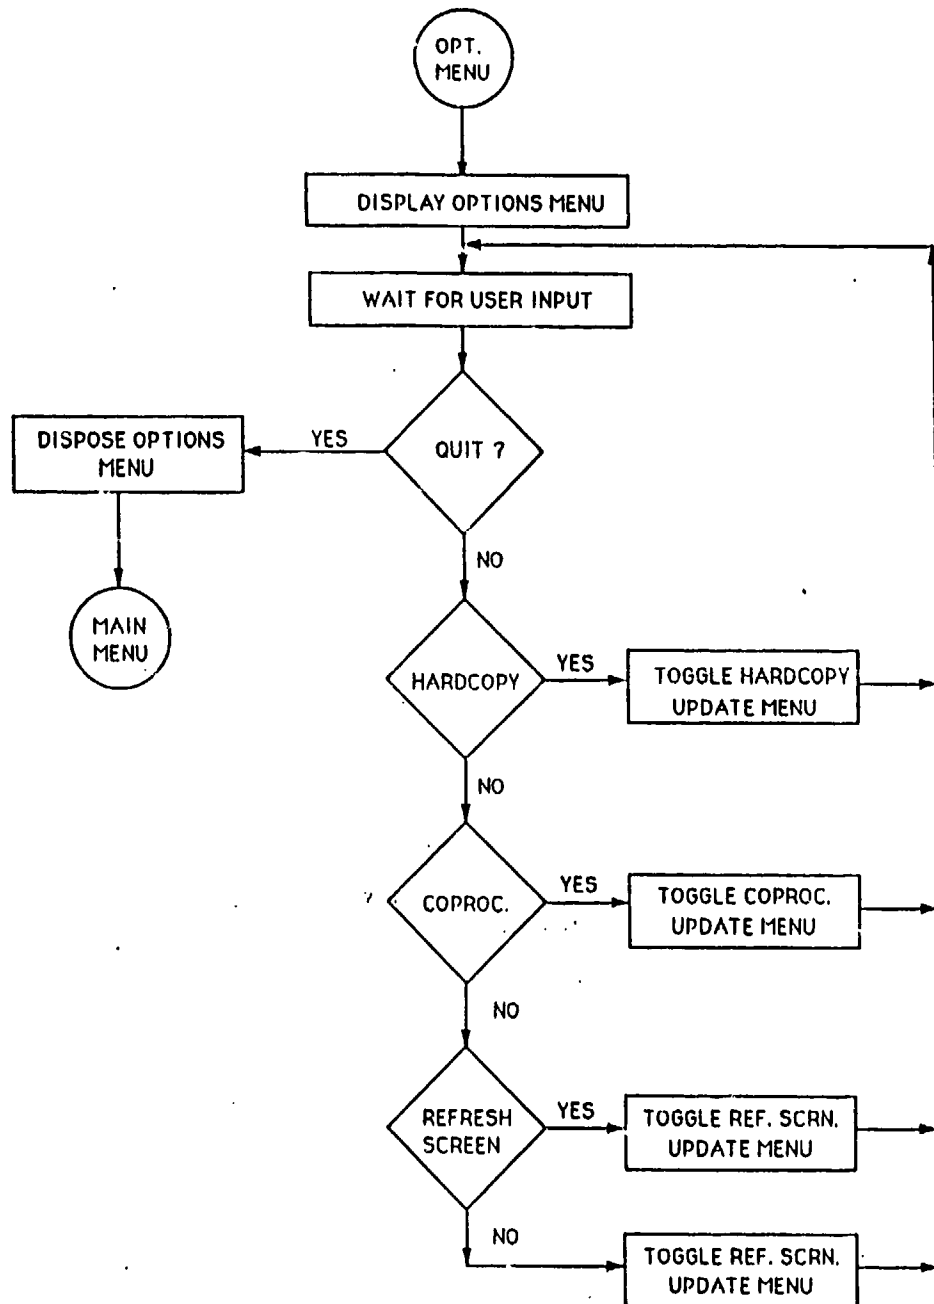 OPT.
MENU
DISPLAY OPTIONS MENU
WAIT FOR USER INPUT
QUIT ?
YES
DISPOSE OPTIONS
MENU
NO
MAIN
MENU
HARDCOPY
YES
TOGGLE HARDCOPY
UPDATE MENU
NO
COPROC.
YES
TOGGLE COPROC.
UPDATE MENU
NO
REFRESH
SCREEN
YES
TOGGLE REF. SCRN.
UPDATE MENU
NO
TOGGLE REF. SCRN.
UPDATE MENU